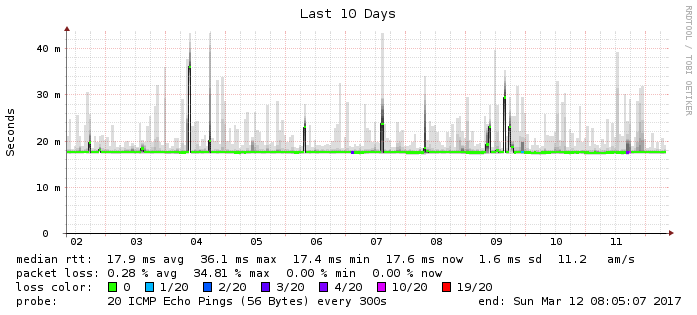 Last 10 Days
RRDTOOL / TOBI OETIKER
Seconds
40 m
30 m
20 m
10 m
0
02 03 04 05 06 07 08 09 10 11
median rtt: 17.9 ms avg 36.1 ms max 17.4 ms min 17.6 ms now 1.6 ms sd 11.2 am/s
packet loss: 0.28 % avg 34.81 % max 0.00 % min 0.00 % now
loss color: 0 1/20 2/20 3/20 4/20 10/20 19/20
probe: 20 ICMP Echo Pings (56 Bytes) every 300s end: Sun Mar 12 08:05:07 2017